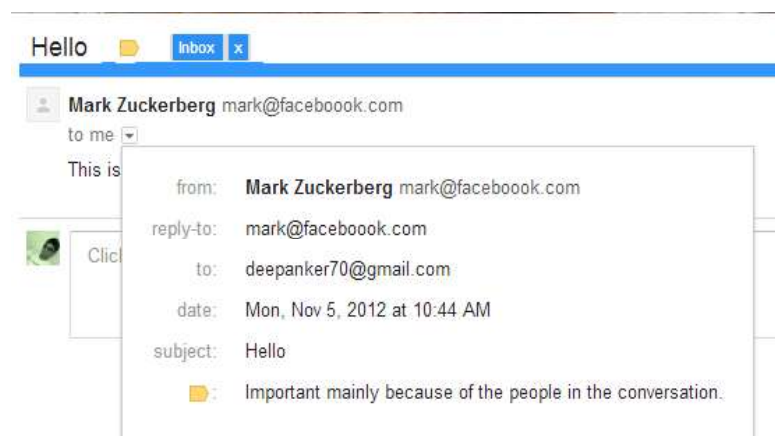 Hello Inbox x
Mark Zuckerberg mark@faceboook.com
to me
This is
from: Mark Zuckerberg mark@faceboook.com
reply-to: mark@faceboook.com
Clicl
to: deepanker70@gmail.com
date: Mon, Nov 5, 2012 at 10:44 AM
subject: Hello
: Important mainly because of the people in the conversation.